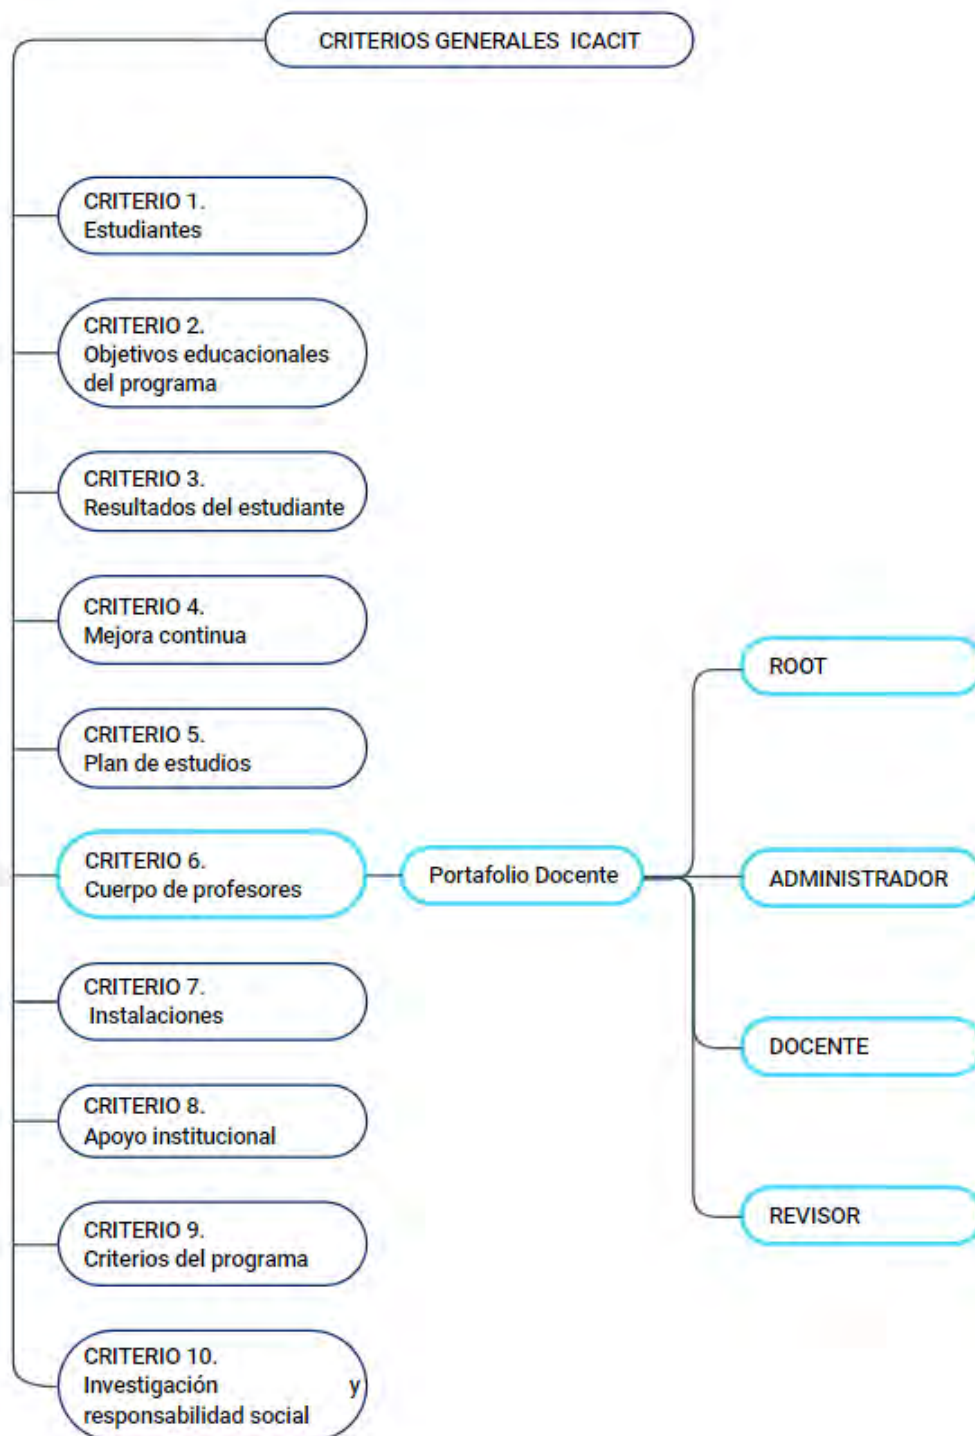 CRITERIOS GENERALES ICACIT
CRITERIO 1.
Estudiantes
CRITERIO 2.
Objetivos educacionales
del programa
CRITERIO 3.
Resultados del estudiante
CRITERIO 4.
Mejora continua
CRITERIO 5.
Plan de estudios
CRITERIO 6.
Cuerpo de profesores
Portafolio Docente
ROOT
ADMINISTRADOR
DOCENTE
REVISOR
CRITERIO 7.
Instalaciones
CRITERIO 8.
Apoyo institucional
CRITERIO 9.
Criterios del programa
CRITERIO 10.
Investigación y
responsabilidad social